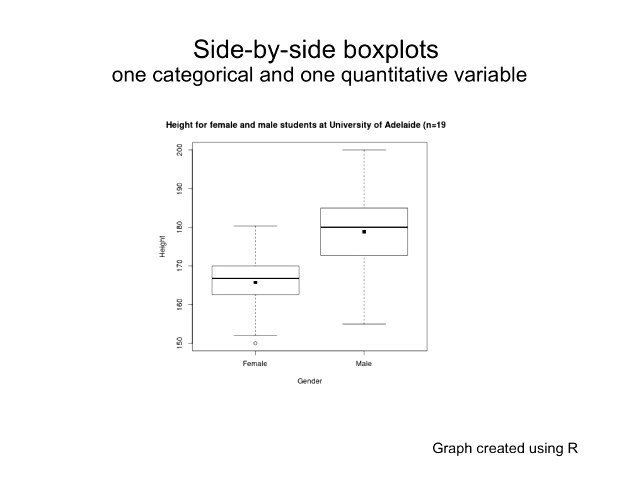 Side-by-side boxplots
one categorical and one quantitative variable
Height for female and male students at University of Adelaide (n=19
200
190
180
170
160
150
Height
Female Male
Gender
Graph created using R